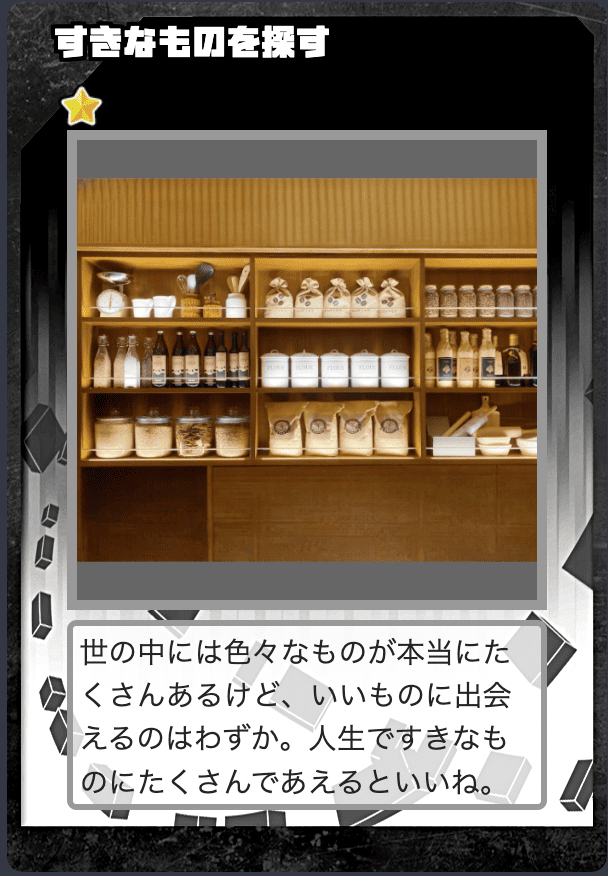 すきなものを探す
世の中には色々なものが本当にた
くさんあるけど、いいものに出会
えるのはわずか。人生ですきなも
のにたくさんであえるといいね。